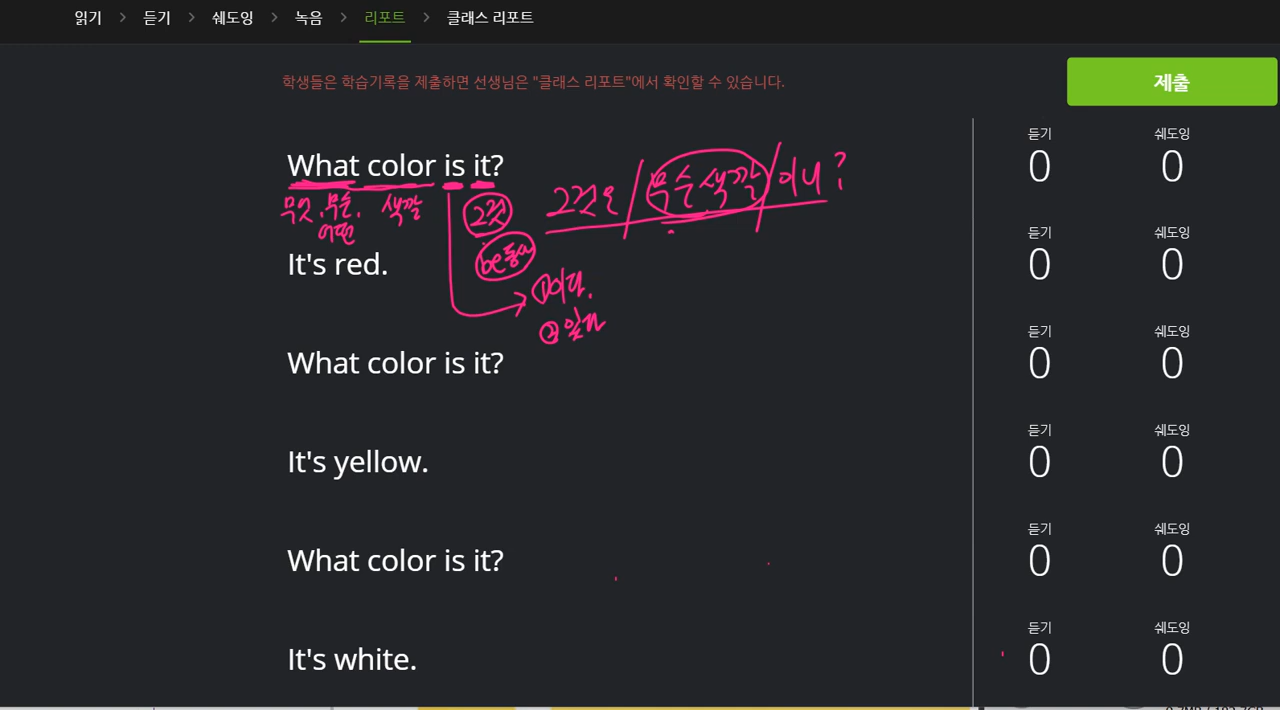 읽기 > 듣기 > 쉐도잉 > 녹음 > 리포트 > 클래스 리포트
학생들은 학습기록을 제출하면 선생님은 "클래스 리포트"에서 확인할 수 있습니다.
제출
What color is it?
듣기 쉐도잉
0 0
무엇, 무슨, 색깔
어떤
그것
그것은 / 무슨 색깔 / 이니?
be동사
①이다.
②있다
It's red.
듣기 쉐도잉
0 0
What color is it?
듣기 쉐도잉
0 0
It's yellow.
듣기 쉐도잉
0 0
What color is it?
듣기 쉐도잉
0 0
It's white.
듣기 쉐도잉
0 0